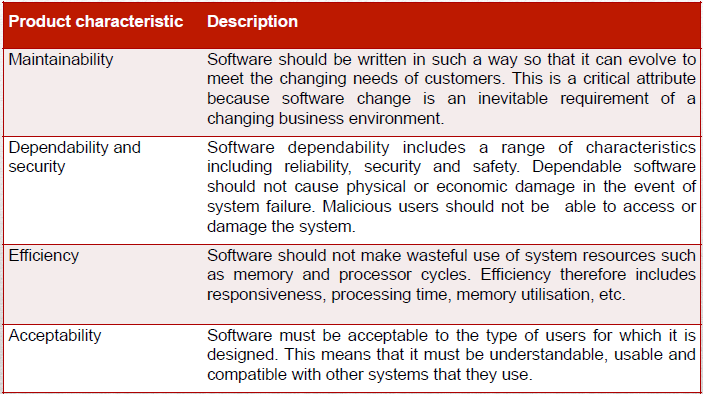 Product characteristic Description
Maintainability Software should be written in such a way so that it can evolve to
meet the changing needs of customers. This is a critical attribute
because software change is an inevitable requirement of a
changing business environment.
Dependability and Software dependability includes a range of characteristics
security including reliability, security and safety. Dependable software
should not cause physical or economic damage in the event of
system failure. Malicious users should not be able to access or
damage the system.
Efficiency Software should not make wasteful use of system resources such
as memory and processor cycles. Efficiency therefore includes
responsiveness, processing time, memory utilisation, etc.
Acceptability Software must be acceptable to the type of users for which it is
designed. This means that it must be understandable, usable and
compatible with other systems that they use.